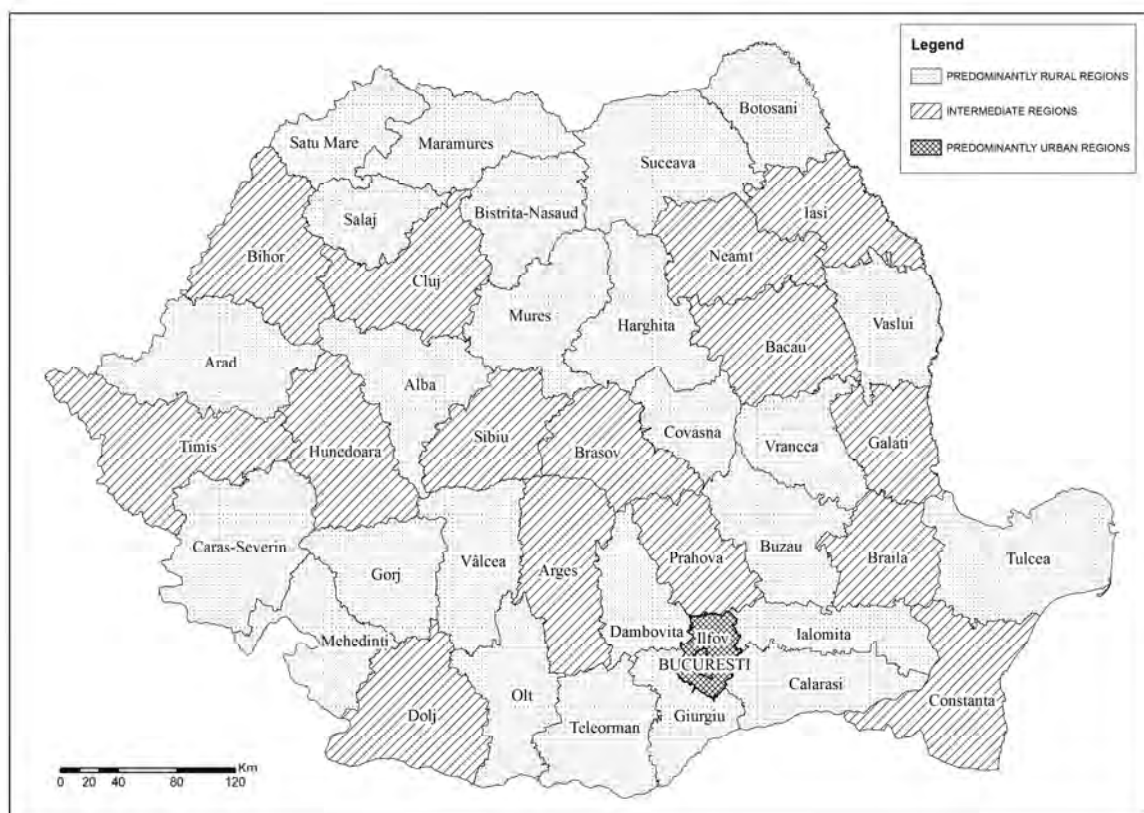 Legend
PREDOMINANTLY RURAL REGIONS
INTERMEDIATE REGIONS
PREDOMINANTLY URBAN REGIONS
Botosani
Satu Mare
Maramures
Suceava
Salaj
Bistrita-Nasaud
Iasi
Bihor
Cluj
Neamt
Mures
Harghita
Vaslui
Bacau
Arad
Alba
Timis
Hunedoara
Sibiu
Brasov
Covasna
Vrancea
Galati
Caras-Severin
Gorj
Vâlcea
Arges
Prahova
Buzau
Braila
Tulcea
Mehedinti
Dambovita
Ilfov
Ialomita
BUCURESTI
Calarasi
Olt
Dolj
Teleorman
Giurgiu
Constanta
Km
0 20 40 80 120